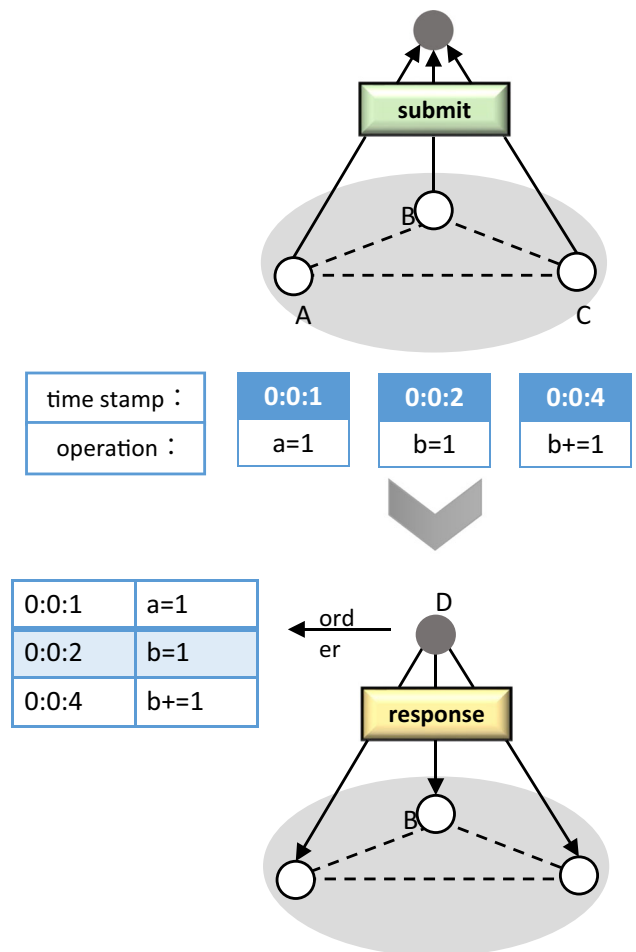 submit
B
A
C
time stamp：
0:0:1
0:0:2
0:0:4
operation：
a=1
b=1
b+=1
D
0:0:1 a=1
ord
er
0:0:2 b=1
0:0:4 b+=1
response
B